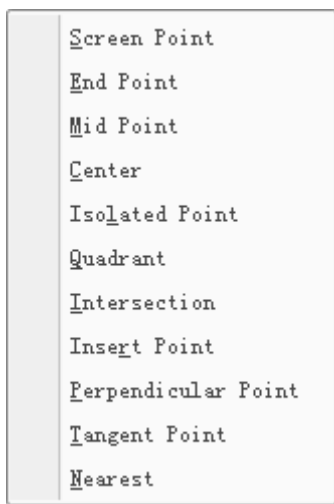 Screen Point
End Point
Mid Point
Center
Isolated Point
Quadrant
Intersection
Insert Point
Perpendicular Point
Tangent Point
Nearest